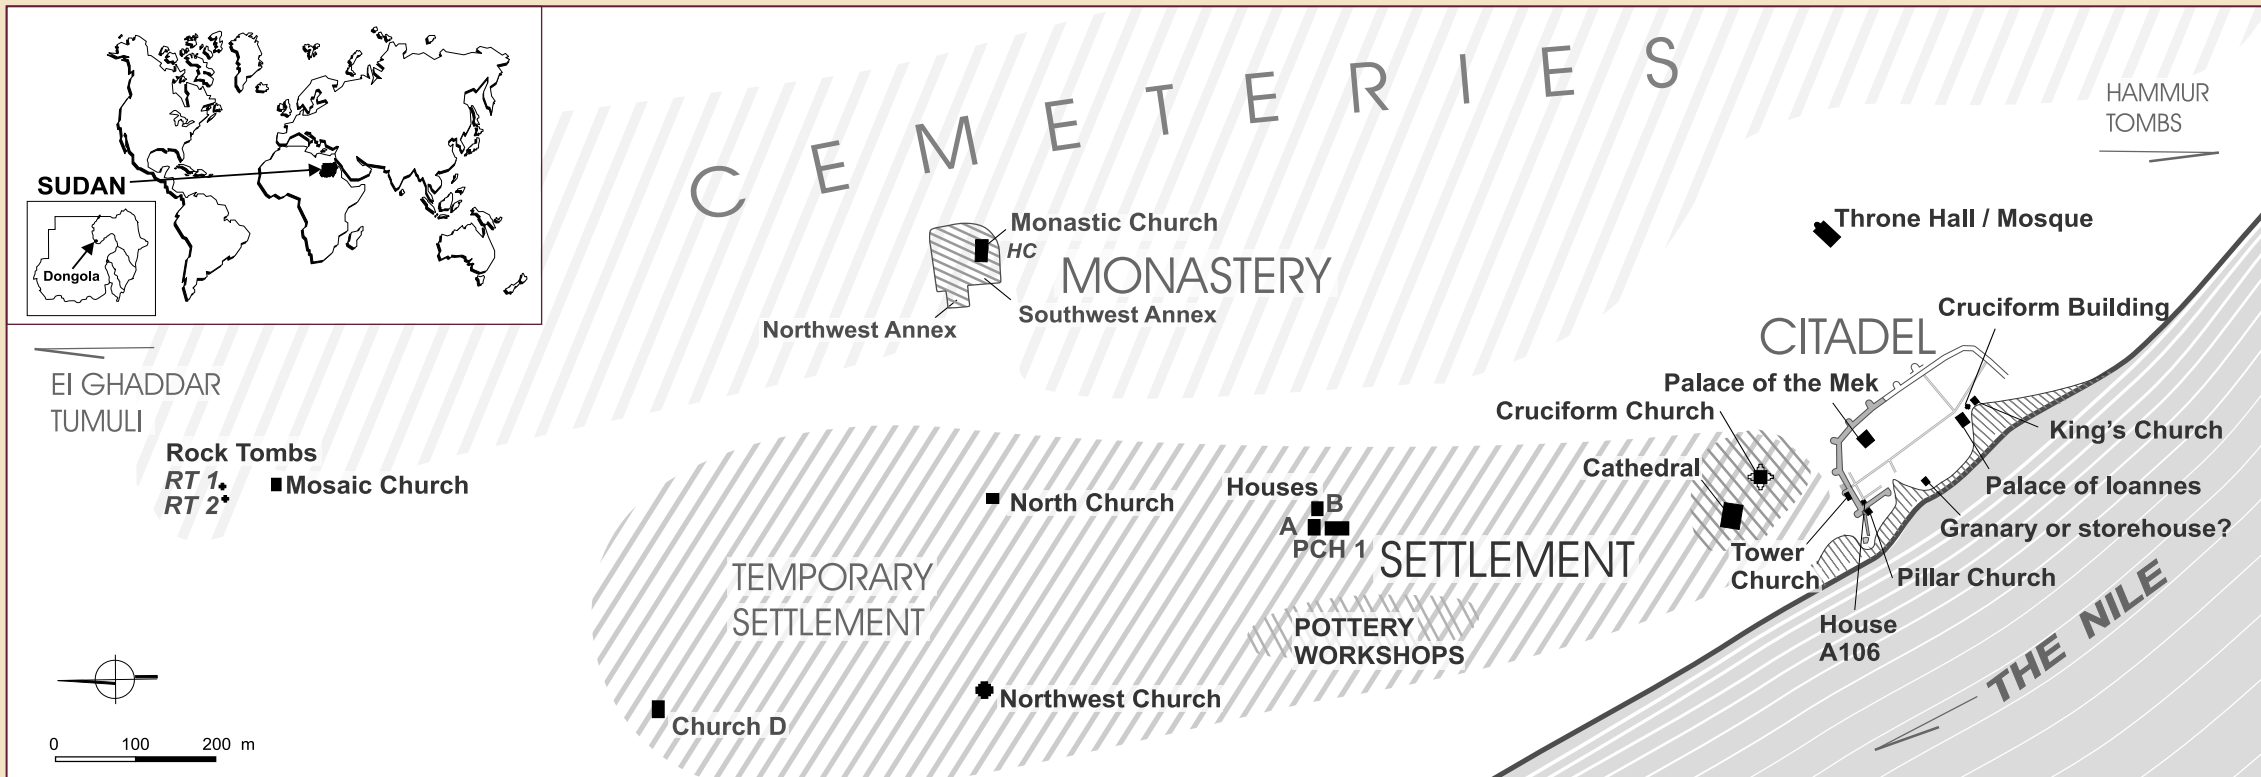 CEMETERIES
HAMMUR
TOMBS
SUDAN
Dongola
Monastic Church
HC
MONASTERY
Southwest Annex
Northwest Annex
Throne Hall / Mosque
Cruciform Building
CITADEL
Palace of the Mek
Cruciform Church
King's Church
Cathedral
Palace of Ioannes
Granary or storehouse?
Tower
Church
Pillar Church
House
A106
THE NILE
EI GHADDAR
TUMULI
Rock Tombs
RT 1
RT 2
Mosaic Church
North Church
Houses
B
A
PCH 1
SETTLEMENT
TEMPORARY
SETTLEMENT
POTTERY
WORKSHOPS
Northwest Church
Church D
0 100 200 m